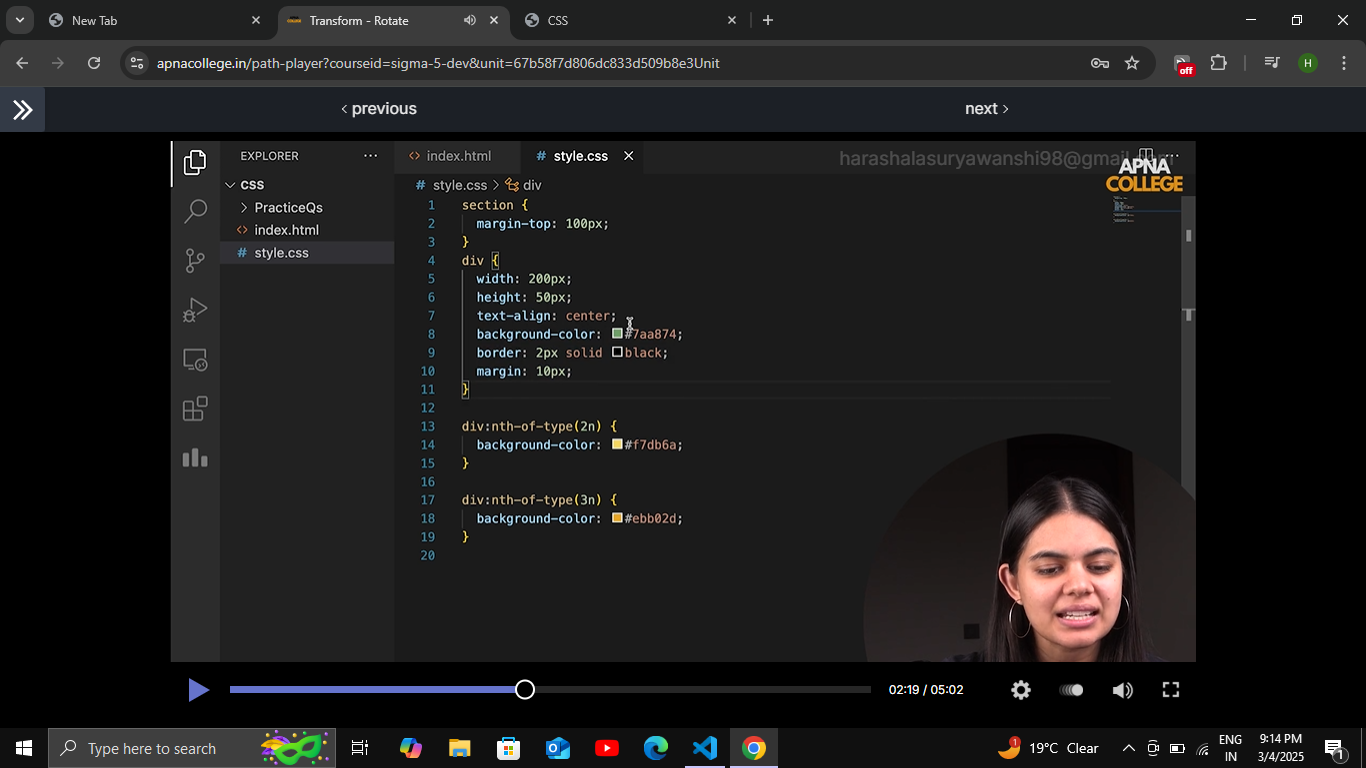 New Tab
Transform - Rotate
CSS
apnacollege.in/path-player?courseid=sigma-5-dev&unit=67b58f7d806dc833d509b8e3Unit
off
H
‹ previous
next ›
EXPLORER
index.html
style.css
harashalasuryawanshi98@gmai
APNA
COLLEGE
CSS
PracticeQs
index.html
style.css
style.css > div
1 section {
2 margin-top: 100px;
3 }
4 div {
5 width: 200px;
6 height: 50px;
7 text-align: center;
8 background-color: #7aa874;
9 border: 2px solid black;
10 margin: 10px;
11 }
12
13 div:nth-of-type(2n) {
14 background-color: #f7db6a;
15 }
16
17 div:nth-of-type(3n) {
18 background-color: #ebb02d;
19 }
20
02:19 / 05:02
Type here to search
1
19°C Clear
ENG
IN
9:14 PM
3/4/2025
1